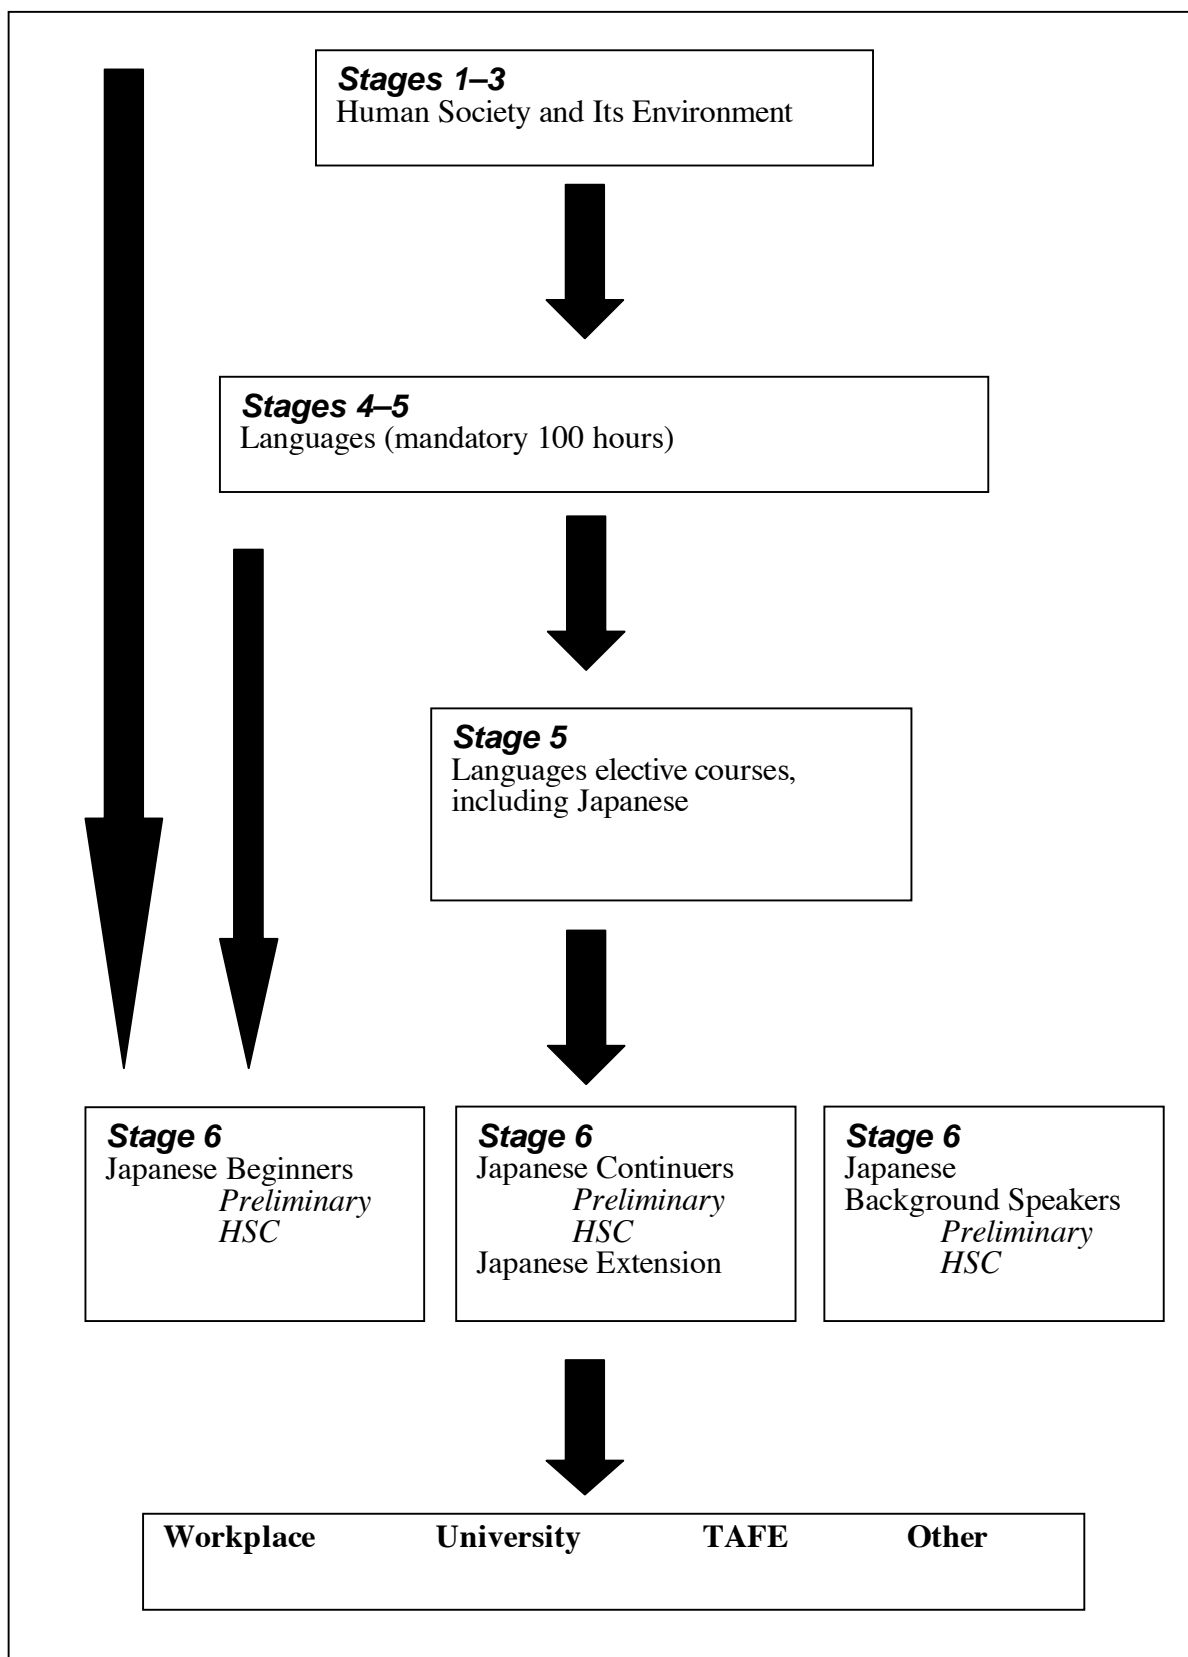 Stages 1–3
Human Society and Its Environment
Stages 4–5
Languages (mandatory 100 hours)
Stage 5
Languages elective courses,
including Japanese
Stage 6
Japanese Beginners
Preliminary
HSC
Stage 6
Japanese Continuers
Preliminary
HSC
Japanese Extension
Stage 6
Japanese
Background Speakers
Preliminary
HSC
Workplace University TAFE Other